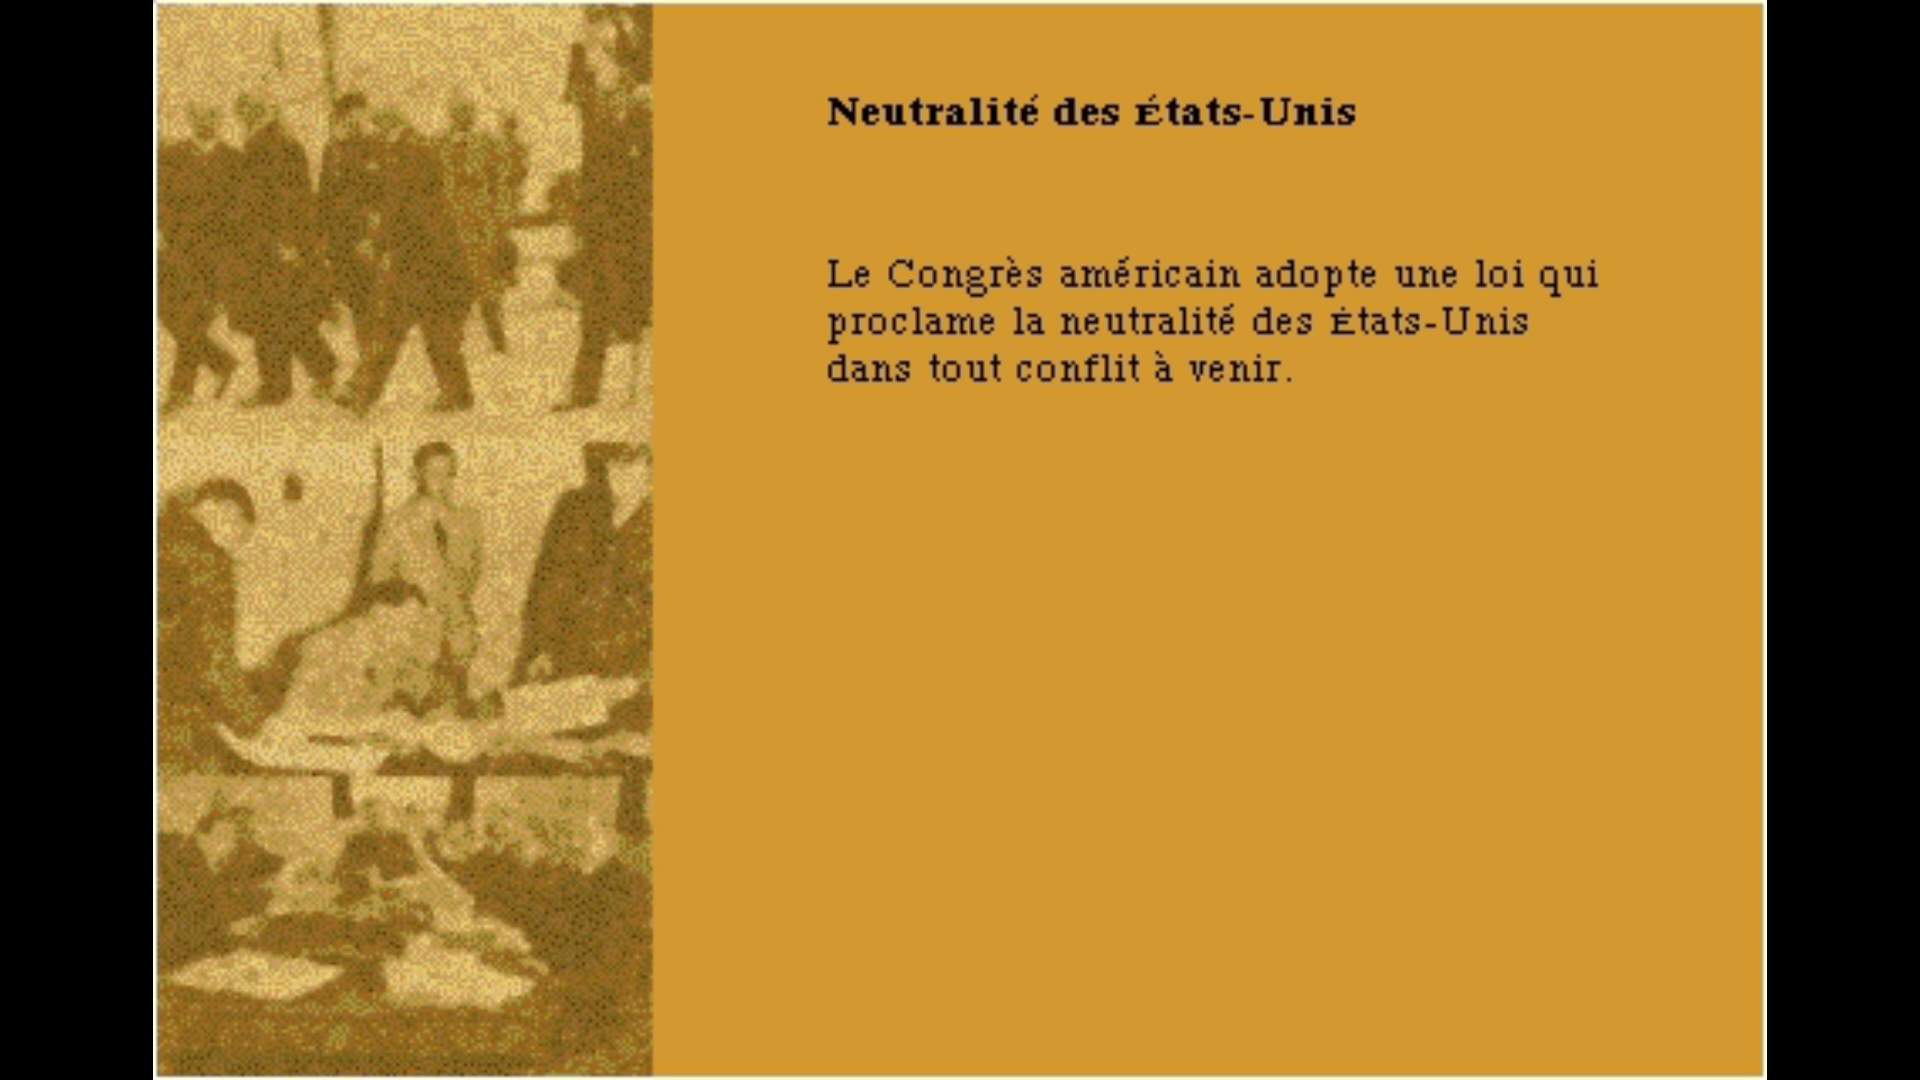 Neutralité des États-Unis
Le Congrès américain adopte une loi qui
proclame la neutralité des États-Unis
dans tout conflit à venir.